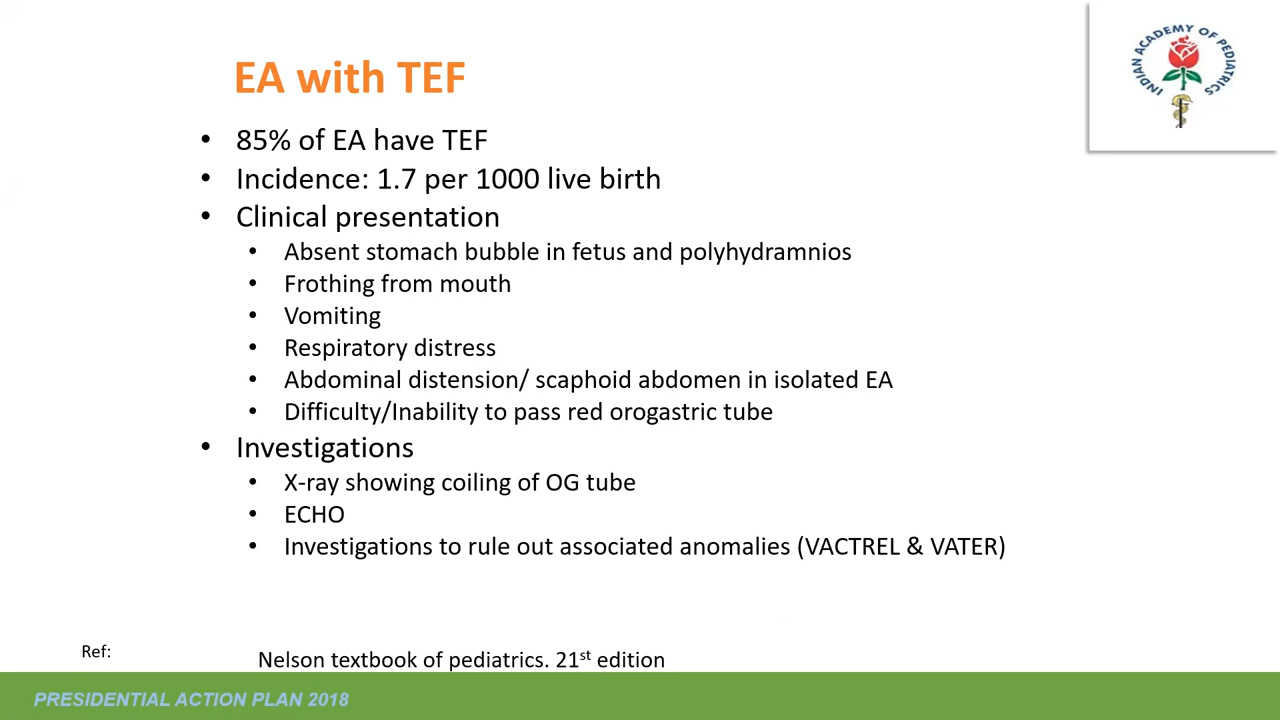 INDIAN ACADEMY OF PEDIATRICS
EA with TEF
• 85% of EA have TEF
• Incidence: 1.7 per 1000 live birth
• Clinical presentation
• Absent stomach bubble in fetus and polyhydramnios
• Frothing from mouth
• Vomiting
• Respiratory distress
• Abdominal distension/ scaphoid abdomen in isolated EA
• Difficulty/Inability to pass red orogastric tube
• Investigations
• X-ray showing coiling of OG tube
• ECHO
• Investigations to rule out associated anomalies (VACTREL & VATER)
Ref:
Nelson textbook of pediatrics. 21st edition
PRESIDENTIAL ACTION PLAN 2018